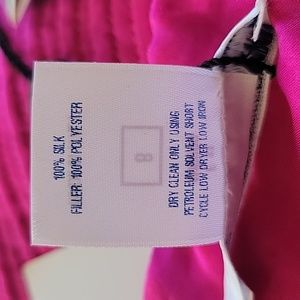 100% SILK
FILLER: 100% POLYESTER
8
DRY CLEAN ONLY USING
PETROLEUM SOLVENT SHORT
CYCLE LOW DRYER LOW IRON